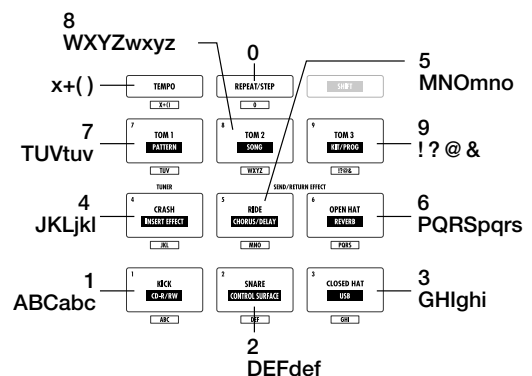 8
WXYZwxyz
0
5
MNOmno
x+( )
TEMPO
X+()
REPEAT/STEP
0
SHIFT
7
TUVtuv
7
TOM 1
PATTERN
TUV
8
TOM 2
SONG
WXYZ
9
TOM 3
KIT/PROG
!?@&
9
! ? @ &
TUNER
SEND/RETURN EFFECT
4
JKLjkl
4
CRASH
INSERT EFFECT
JKL
5
RIDE
CHORUS/DELAY
MNO
6
OPEN HAT
REVERB
PQRS
6
PQRSpqrs
1
ABCabc
1
KICK
CD-R/RW
ABC
2
SNARE
CONTROL SURFACE
DEF
3
CLOSED HAT
USB
GHI
3
GHIghi
2
DEFdef